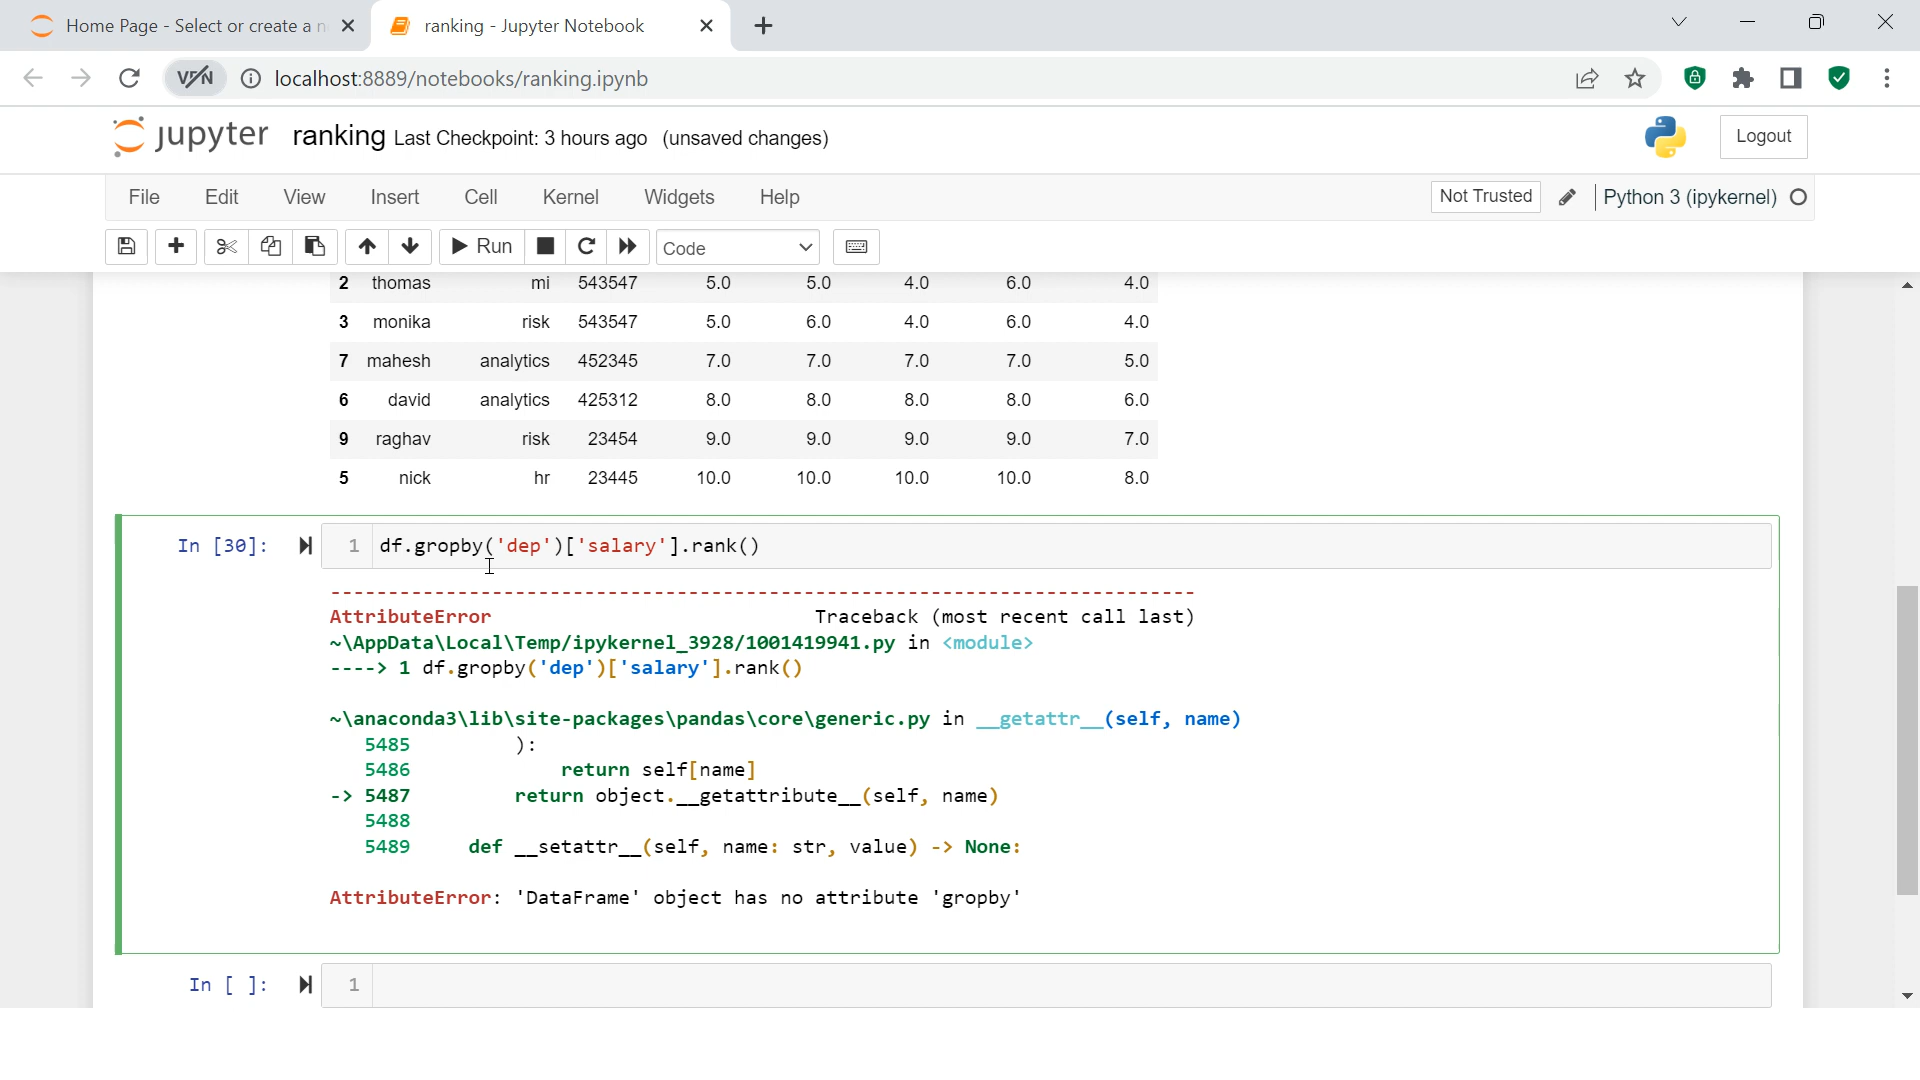 Home Page - Select or create a n
ranking - Jupyter Notebook
VPN
localhost:8889/notebooks/ranking.ipynb
jupyter ranking Last Checkpoint: 3 hours ago (unsaved changes)
Logout
File Edit View Insert Cell Kernel Widgets Help
Not Trusted
Python 3 (ipykernel)
Run
Code
2 thomas mi 543547 5.0 5.0 4.0 6.0 4.0
3 monika risk 543547 5.0 6.0 4.0 6.0 4.0
7 mahesh analytics 452345 7.0 7.0 7.0 7.0 5.0
6 david analytics 425312 8.0 8.0 8.0 8.0 6.0
9 raghav risk 23454 9.0 9.0 9.0 9.0 7.0
5 nick hr 23445 10.0 10.0 10.0 10.0 8.0
In [30]: 1 df.gropby('dep')['salary'].rank()
---------------------------------------------------------------------------
AttributeError Traceback (most recent call last)
~\AppData\Local\Temp/ipykernel_3928/1001419941.py in <module>
----> 1 df.gropby('dep')['salary'].rank()
~\anaconda3\lib\site-packages\pandas\core\generic.py in __getattr__(self, name)
5485 ):
5486 return self[name]
-> 5487 return object.__getattribute__(self, name)
5488
5489 def __setattr__(self, name: str, value) -> None:
AttributeError: 'DataFrame' object has no attribute 'gropby'
In [ ]: 1